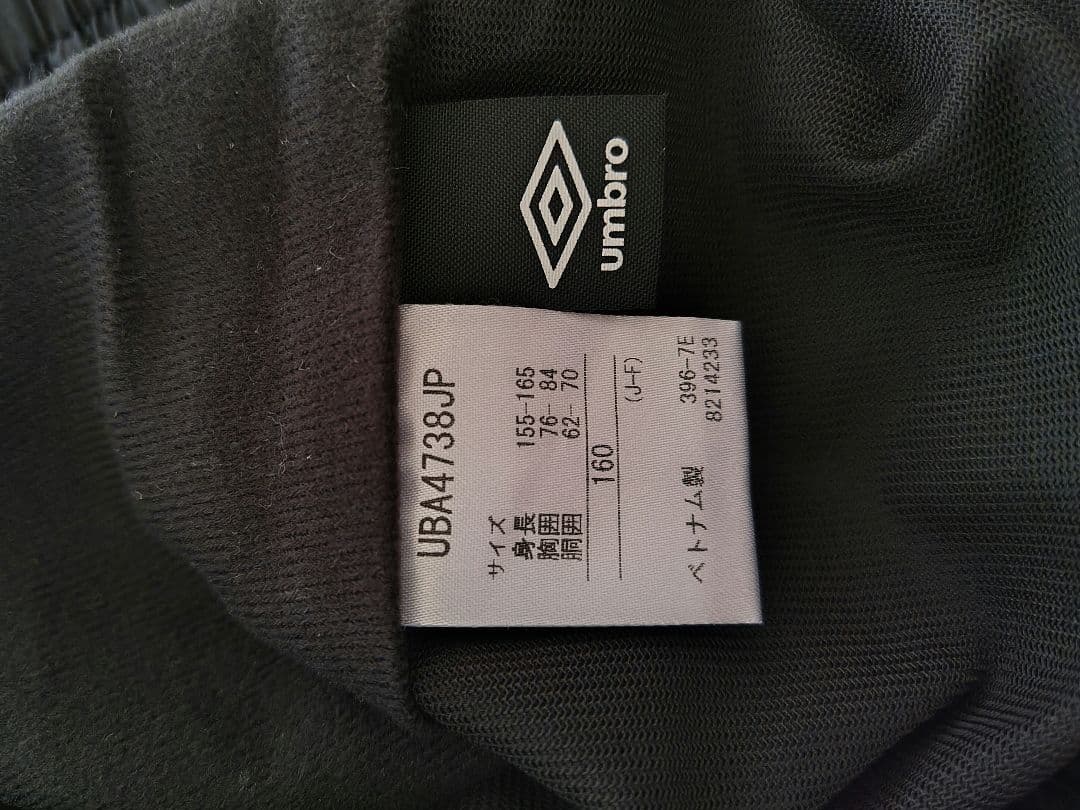 umbro
UBA4738JP
サイズ
身長 155-165
胸囲 76- 84
胴囲 62- 70
160
(J-F)
396-7E
ベトナム製 8214233